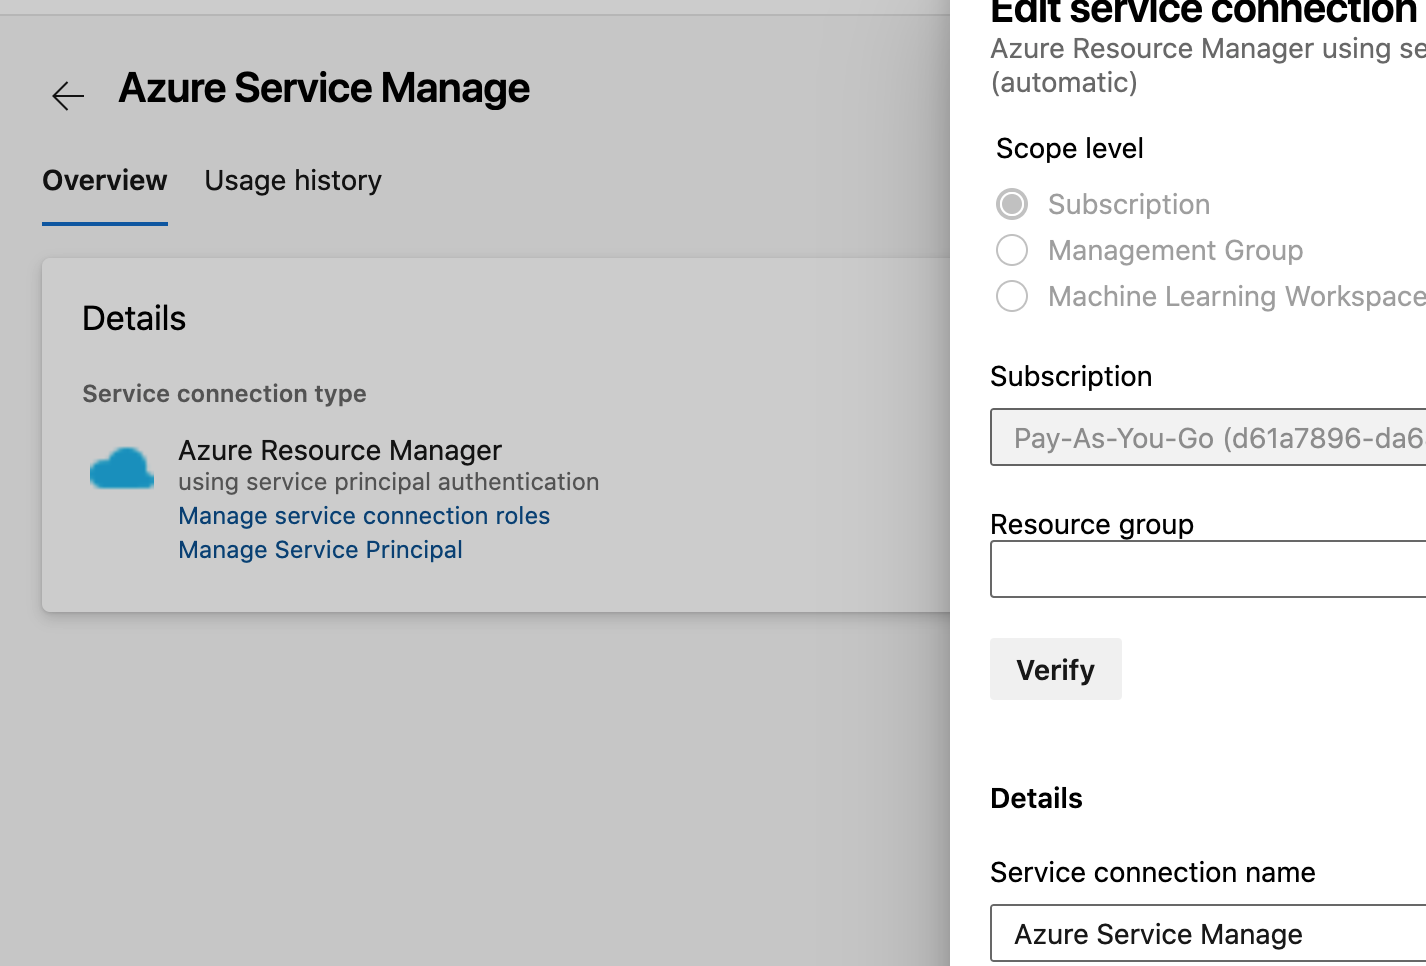 Azure Service Manage
Overview
Usage history
Details
Service connection type
Azure Resource Manager
using service principal authentication
Manage service connection roles
Manage Service Principal
Edit service connection
Azure Resource Manager using se
(automatic)
Scope level
Subscription
Management Group
Machine Learning Workspace
Subscription
Pay-As-You-Go (d61a7896-da6
Resource group
Verify
Details
Service connection name
Azure Service Manage